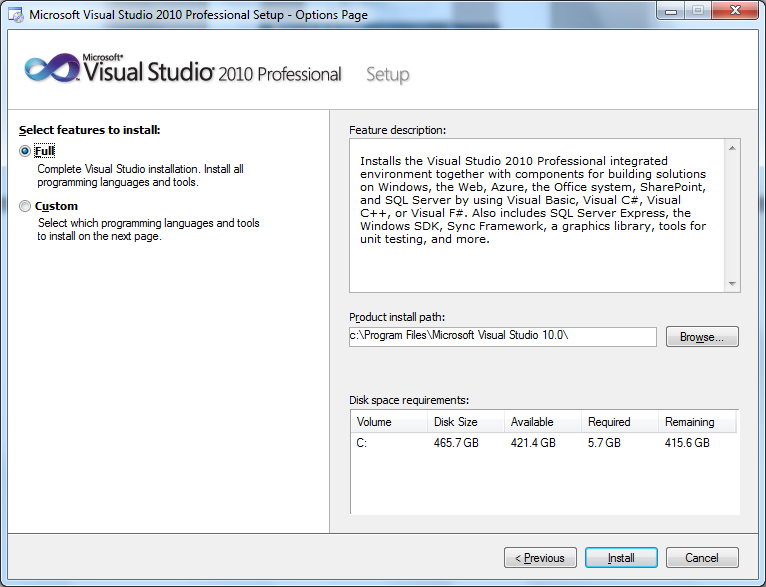 Microsoft Visual Studio 2010 Professional Setup - Options Page
Microsoft®
Visual Studio® 2010 Professional Setup
Select features to install:
Full
Complete Visual Studio installation. Install all
programming languages and tools.
Custom
Select which programming languages and tools
to install on the next page.
Feature description:
Installs the Visual Studio 2010 Professional integrated
environment together with components for building solutions
on Windows, the Web, Azure, the Office system, SharePoint,
and SQL Server by using Visual Basic, Visual C#, Visual
C++, or Visual F#. Also includes SQL Server Express, the
Windows SDK, Sync Framework, a graphics library, tools for
unit testing, and more.
Product install path:
c:\Program Files\Microsoft Visual Studio 10.0\
Browse...
Disk space requirements:
Volume Disk Size Available Required Remaining
C: 465.7 GB 421.4 GB 5.7 GB 415.6 GB
< Previous Install Cancel